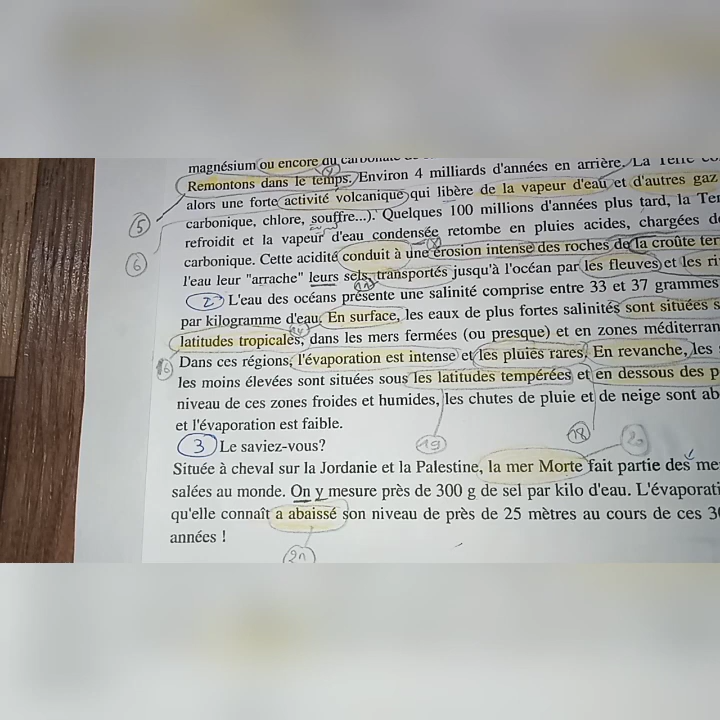 magnésium ou encore du carbonate
Remontons dans le temps. Environ 4 milliards d'années en arrière. La Terre
alors une forte activité volcanique qui libère de la vapeur d'eau et d'autres gaz
5
carbonique, chlore, souffre...). Quelques 100 millions d'années plus tard, la
refroidit et la vapeur d'eau condensée retombe en pluies acides, chargées
6
carbonique. Cette acidité conduit à une érosion intense des roches de la croûte
l'eau leur "arrache" leurs sels, transportés jusqu'à l'océan par les fleuves et les
2 L'eau des océans présente une salinité comprise entre 33 et 37 grammes
par kilogramme d'eau. En surface, les eaux de plus fortes salinités sont situées
latitudes tropicales, dans les mers fermées (ou presque) et en zones
16
Dans ces régions, l'évaporation est intense et les pluies rares. En revanche, les
les moins élevées sont situées sous les latitudes tempérées et en dessous des
niveau de ces zones froides et humides, les chutes de pluie et de neige sont
et l'évaporation est faible.
19 18 20
3 Le saviez-vous?
Située à cheval sur la Jordanie et la Palestine, la mer Morte fait partie des
salées au monde. On y mesure près de 300 g de sel par kilo d'eau.
qu'elle connaît a abaissé son niveau de près de 25 mètres au cours de ces
années !
21